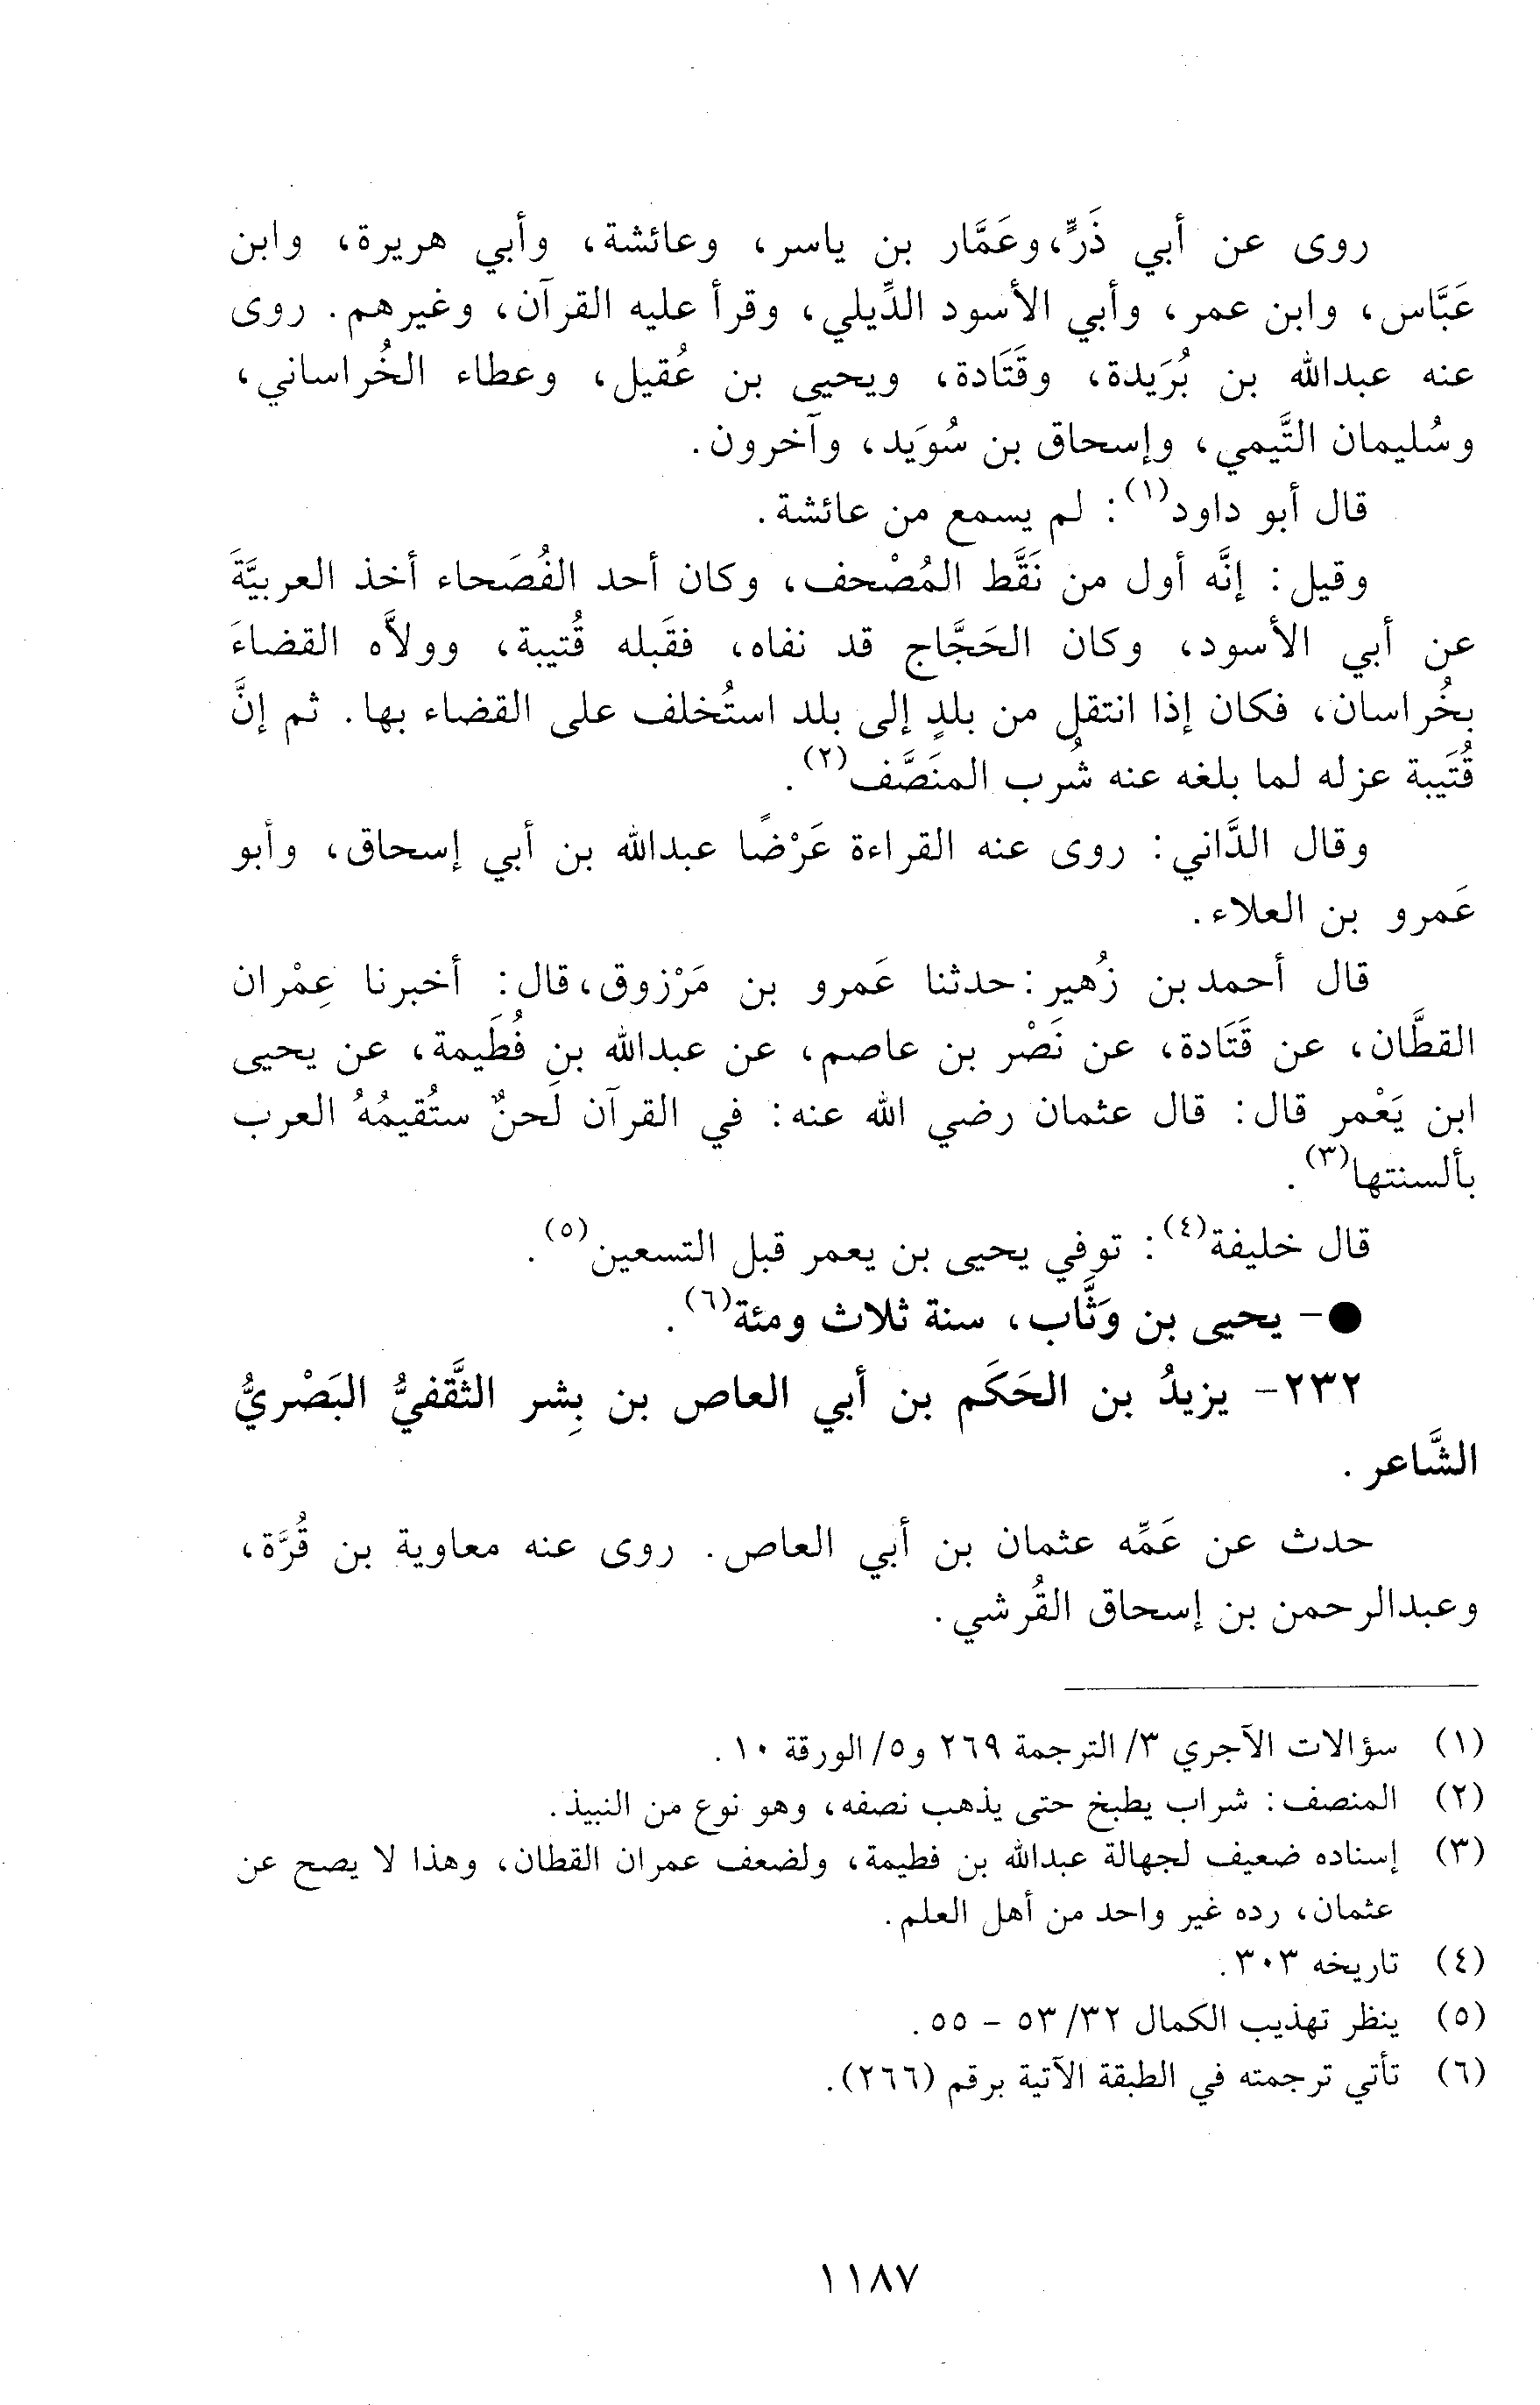 روى عن أبي ذَرٍّ، وعَمَّار بن ياسر، وعائشة، وأبي هريرة، وابن
عَبَّاس، وابن عمر، وأبي الأسود الدِّيلي، وقرأ عليه القرآن، وغيرهم. روى
عنه عبدالله بن بُرَيدة، وقَتَادة، ويحيى بن عُقيل، وعطاء الخُراساني،
وسُليمان التَّيمي، وإسحاق بن سُوَيد، وآخرون.
قال أبو داود(١): لم يسمع من عائشة.
وقيل: إنَّه أول من نَقَّط المُصْحف، وكان أحد الفُصَحاء أخذ العربيَّةَ
عن أبي الأسود، وكان الحَجَّاج قد نفاه، فقَبله قُتيبة، وولاَّه القضاءَ
بخُراسان، فكان إذا انتقل من بلدٍ إلى بلد استُخلف على القضاء بها. ثم إنَّ
قُتَيبة عزله لما بلغه عنه شُرب المنَصَّف(٢).
وقال الدَّاني: روى عنه القراءة عَرْضًا عبدالله بن أبي إسحاق، وأبو
عَمرو بن العلاء.
قال أحمد بن زُهير: حدثنا عَمرو بن مَرْزوق، قال: أخبرنا عِمْران
القطَّان، عن قَتَادة، عن نَصْر بن عاصم، عن عبدالله بن فُطَيمة، عن يحيى
ابن يَعْمر قال: قال عثمان رضي الله عنه: في القرآن لَحنٌ ستُقيمُهُ العرب
بألسنتها(٣).
قال خليفة(٤): توفي يحيى بن يعمر قبل التسعين(٥).
●- يحيى بن وَثَّاب، سنة ثلاث ومئة(٦).
٢٣٢- يزيدُ بن الحَكَم بن أبي العاص بن بِشر الثَّقفيُّ البَصْريُّ
الشَّاعر.
حدث عن عَمِّه عثمان بن أبي العاص. روى عنه معاوية بن قُرَّة،
وعبدالرحمن بن إسحاق القُرشي.
(١) سؤالات الآجري ٣/ الترجمة ٢٦٩ و٥/ الورقة ١٠.
(٢) المنصف: شراب يطبخ حتى يذهب نصفه، وهو نوع من النبيذ.
(٣) إسناده ضعيف لجهالة عبدالله بن فطيمة، ولضعف عمران القطان، وهذا لا يصح عن
عثمان، رده غير واحد من أهل العلم.
(٤) تاريخه ٣٠٣.
(٥) ينظر تهذيب الكمال ٣٢/ ٥٣ - ٥٥.
(٦) تأتي ترجمته في الطبقة الآتية برقم (٢٦٦).
١١٨٧